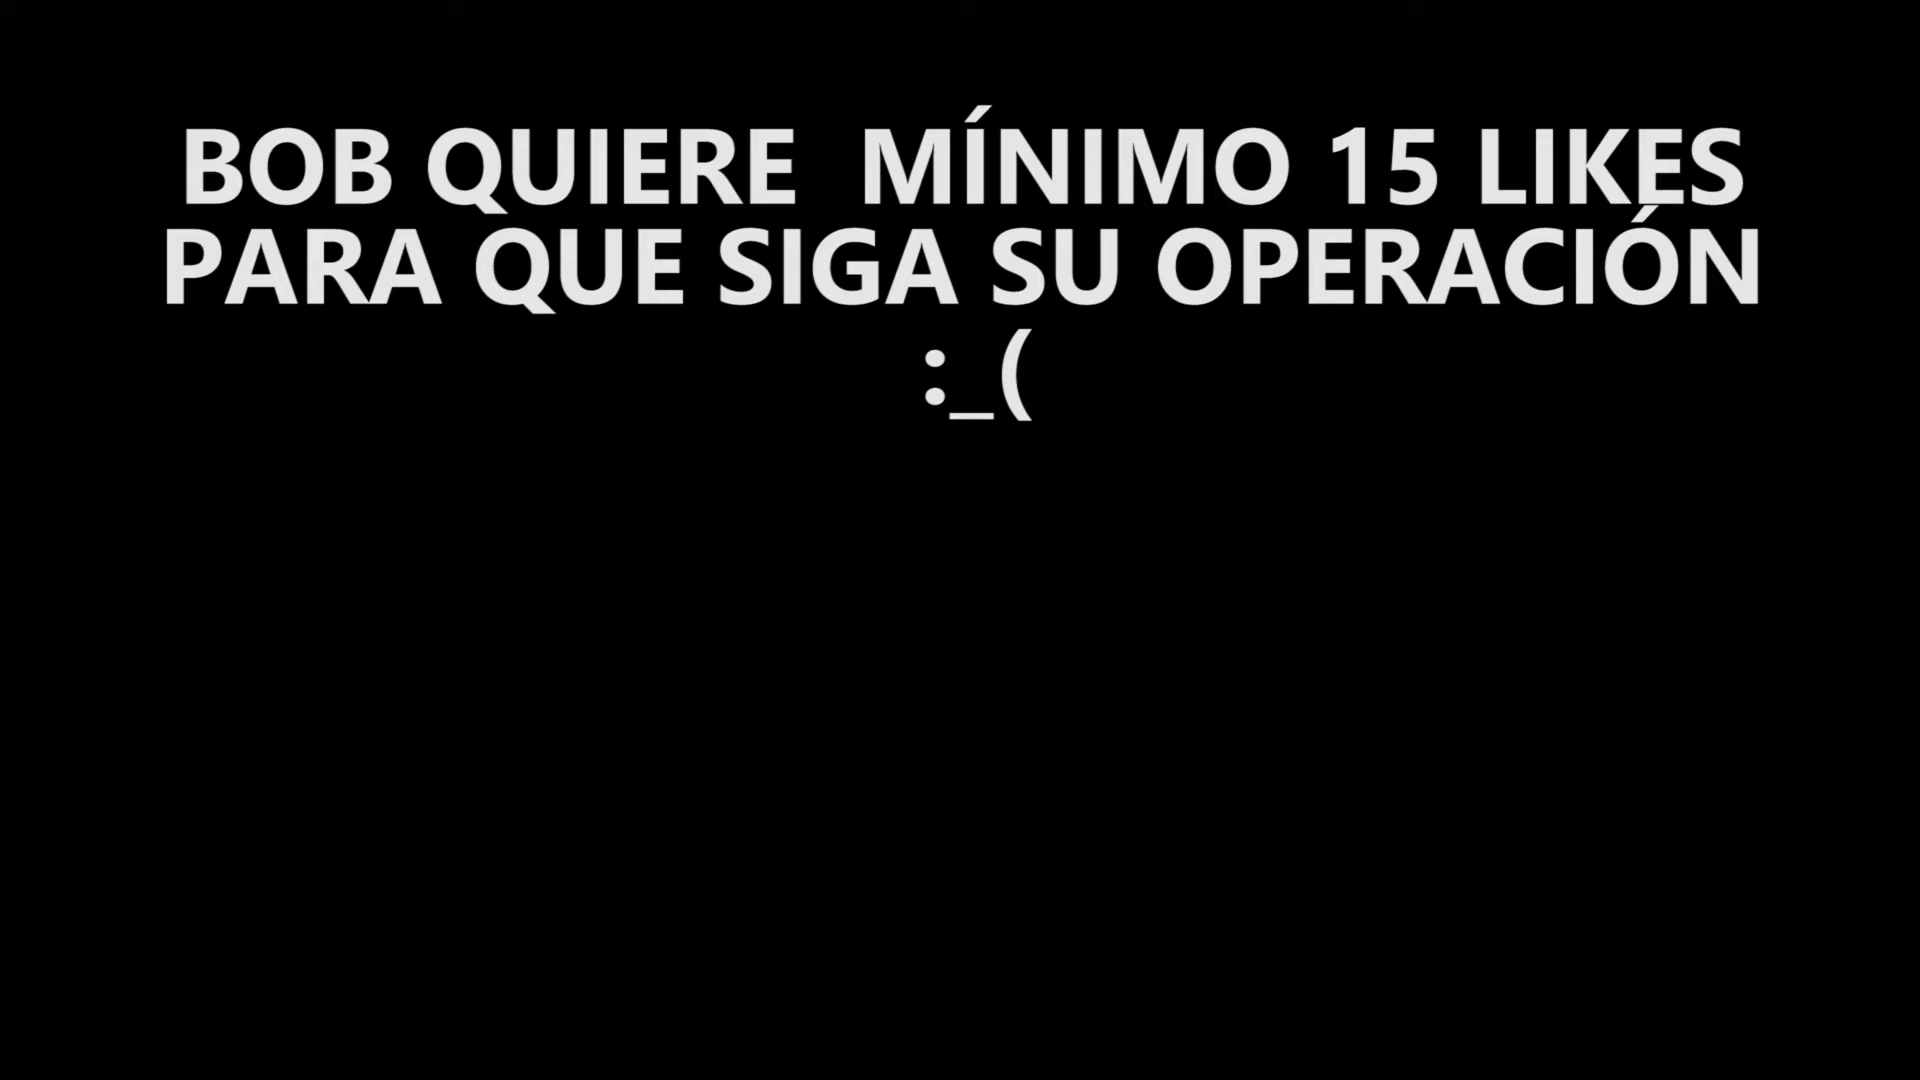 BOB QUIERE  MÍNIMO 15 LIKES
PARA QUE SIGA SU OPERACIÓN
:_(